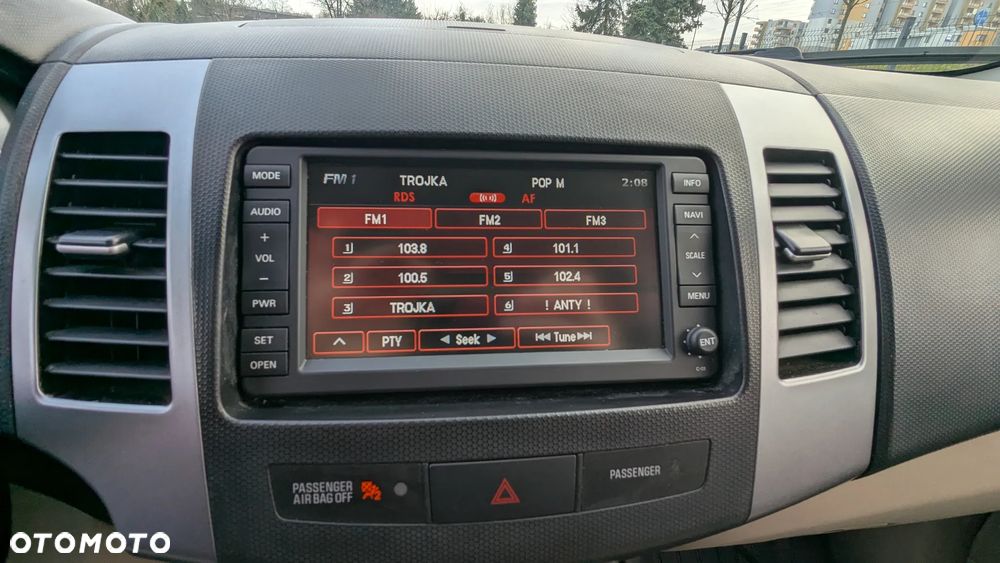 MODE
AUDIO
+
VOL
−
PWR
SET
OPEN
FM 1 TROJKA POP M 2:08
RDS AF
FM1 FM2 FM3
1 103.8 4 101.1
2 100.5 5 102.4
3 TROJKA 6 ! ANTY !
PTY ◀ Seek ▶ Tune
INFO
NAVI
SCALE
MENU
ENT
PASSENGER
AIR BAG OFF
2
PASSENGER
OTOMOTO